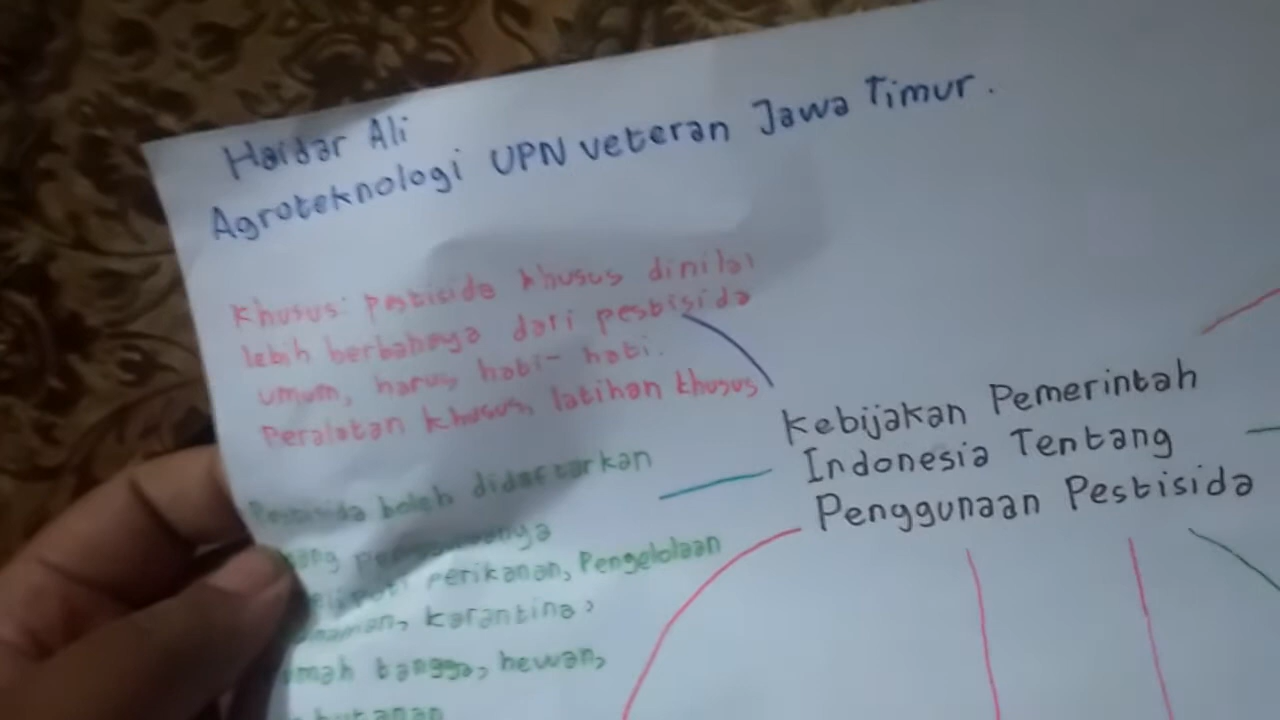 Haidar Ali
Agroteknologi UPN veteran Jawa Timur.
Khusus: pestisida khusus dinilai
lebih berbahaya dari pestisida
umum, harus hati-hati.
Peralatan khusus, latihan khusus
Kebijakan Pemerintah
Indonesia Tentang
Penggunaan Pestisida
Pestisida boleh didaftarkan
perikanan, Pengelolaan
karantina,
tangga, hewan,